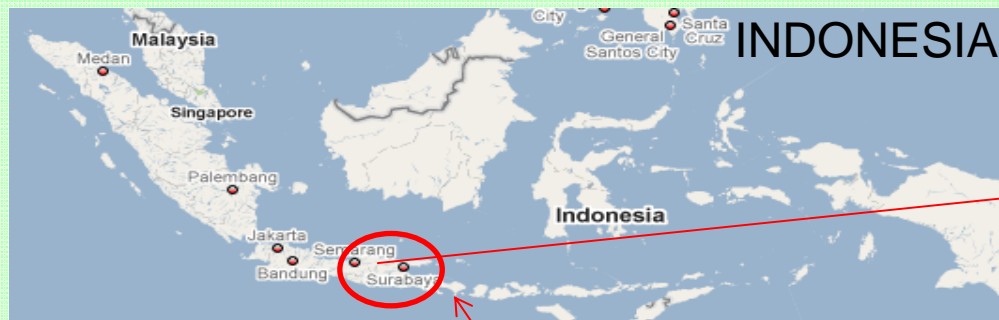 City
General
Santos City
Santa
Cruz
INDONESIA
Malaysia
Medan
Singapore
Palembang
Indonesia
Jakarta
Semarang
Bandung
Surabaya